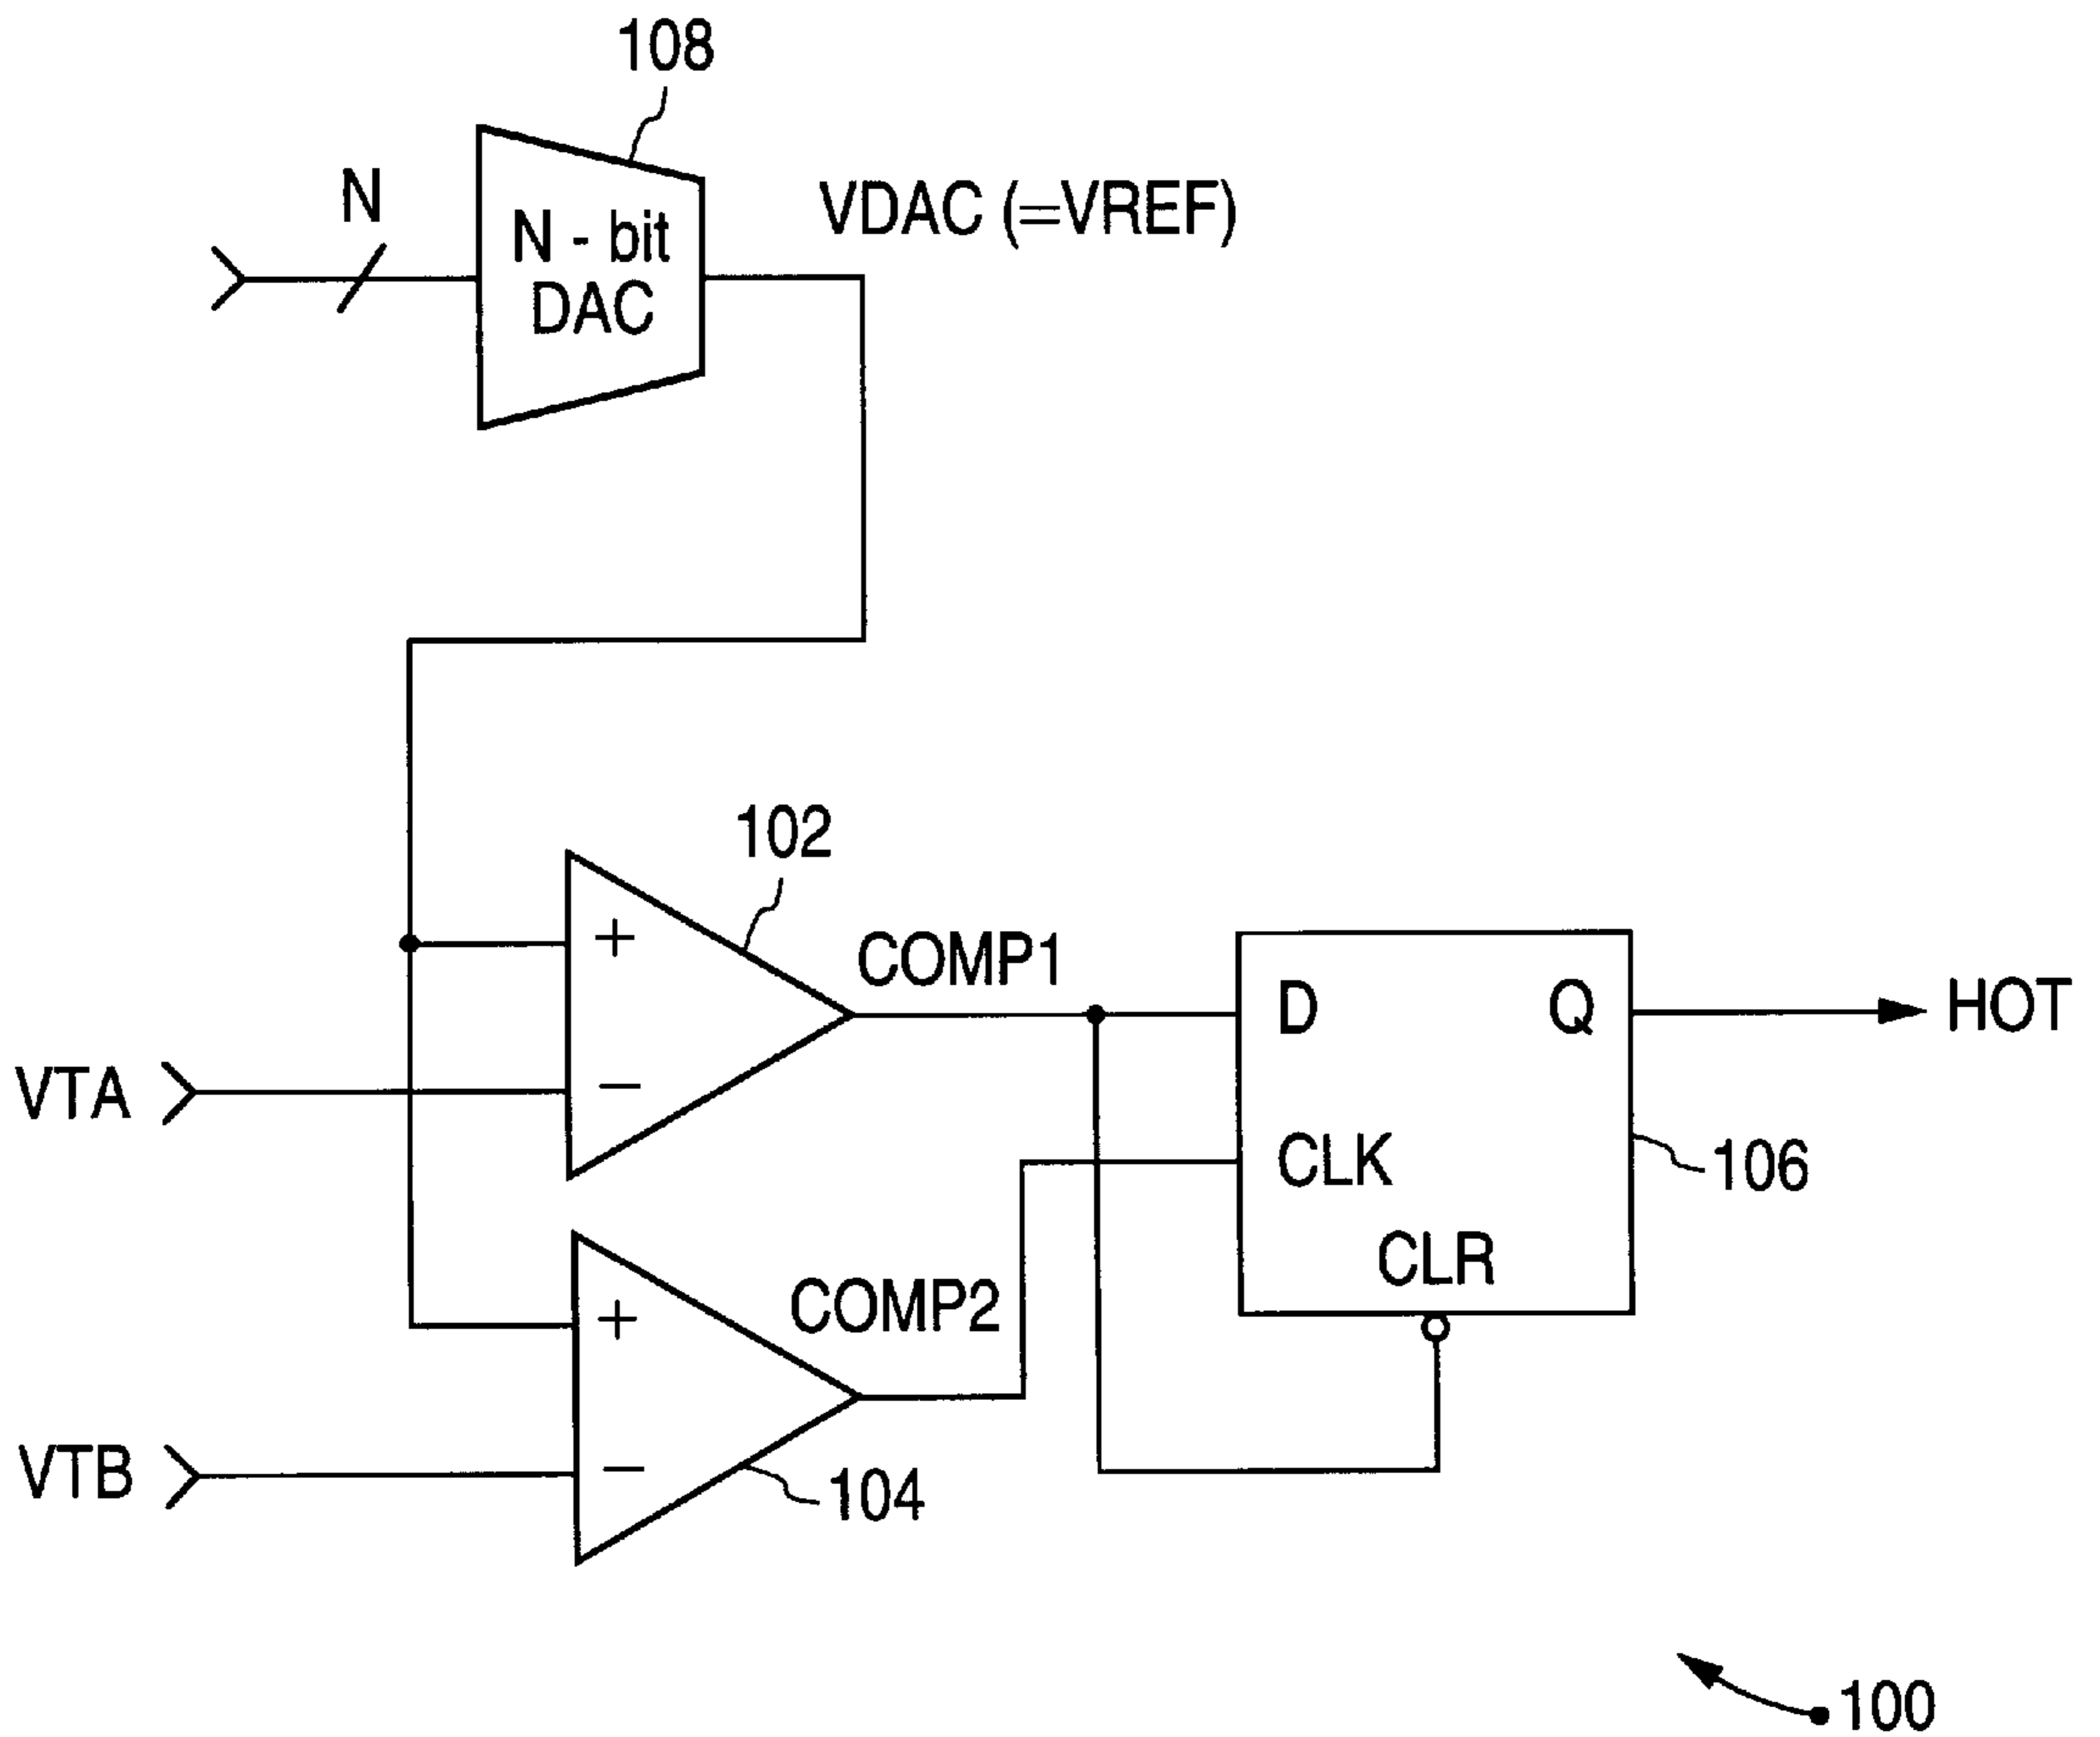 108
N
N - bit
DAC
VDAC (=VREF)
102
+
COMP1
D
Q
HOT
VTA
−
CLK
106
CLR
+
COMP2
VTB
−
104
100